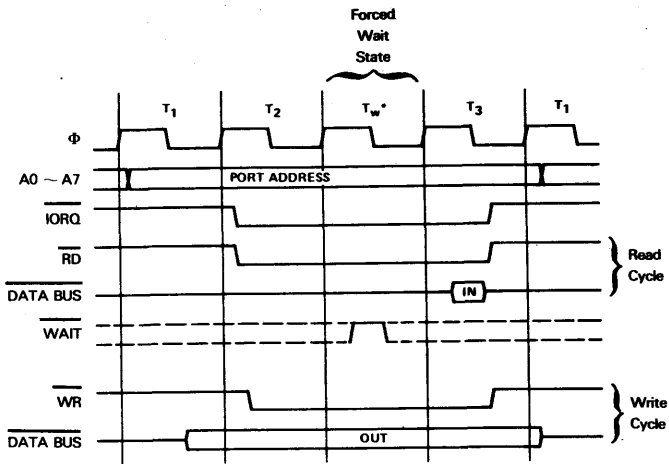 Forced
Wait
State
T1 T2 Tw* T3 T1
Φ
A0 ~ A7 PORT ADDRESS
IORQ
RD
Read
Cycle
DATA BUS IN
WAIT
WR
Write
Cycle
DATA BUS OUT